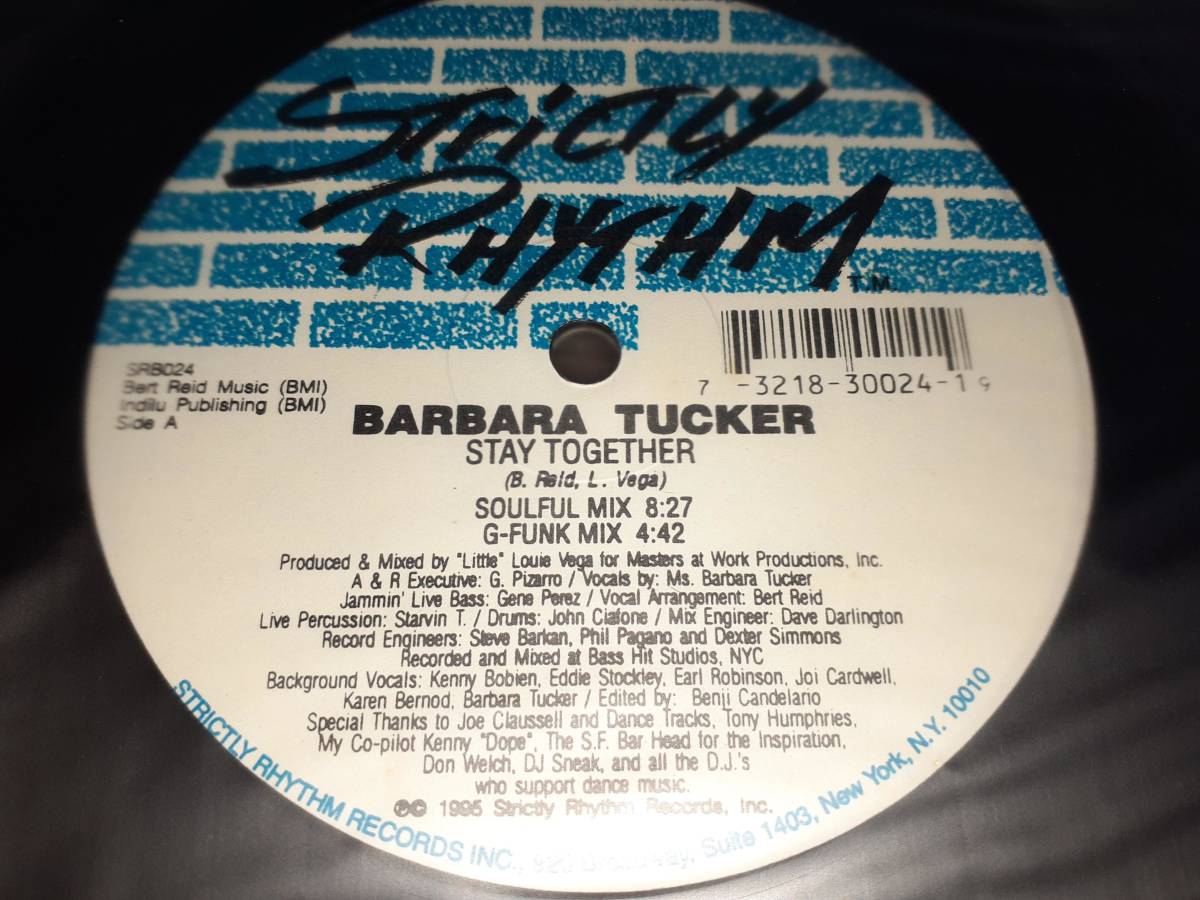 STRICTLY
RHYTHM
T.M.
7 -3218-30024-1 9
SRB024
Bert Reid Music (BMI)
Indilu Publishing (BMI)
Side A
BARBARA TUCKER
STAY TOGETHER
(B. Reid, L. Vega)
SOULFUL MIX 8:27
G-FUNK MIX 4:42
Produced & Mixed by "Little" Louie Vega for Masters at Work Productions, Inc.
A & R Executive: G. Pizarro / Vocals by: Ms. Barbara Tucker
Jammin' Live Bass: Gene Perez / Vocal Arrangement: Bert Reid
Live Percussion: Starvin T. / Drums: John Ciafone / Mix Engineer: Dave Darlington
Record Engineers: Steve Barkan, Phil Pagano and Dexter Simmons
Recorded and Mixed at Bass Hit Studios, NYC
Background Vocals: Kenny Bobien, Eddie Stockley, Earl Robinson, Joi Cardwell,
Karen Bernod, Barbara Tucker / Edited by: Benji Candelario
Special Thanks to Joe Claussell and Dance Tracks, Tony Humphries,
My Co-pilot Kenny "Dope", The S.F. Bar Head for the Inspiration,
Don Welch, DJ Sneak, and all the D.J.'s
who support dance music.
℗© 1995 Strictly Rhythm Records, Inc.
STRICTLY RHYTHM RECORDS INC., 920 Broadway, Suite 1403, New York, N.Y. 10010